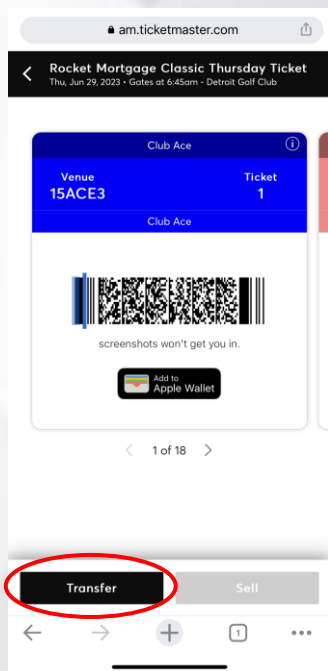 am.ticketmaster.com
Rocket Mortgage Classic Thursday Ticket
Thu, Jun 29, 2023 • Gates at 6:45am - Detroit Golf Club
Club Ace
Venue Ticket
15ACE3 1
Club Ace
screenshots won't get you in.
Add to
Apple Wallet
1 of 18
Transfer Sell
1